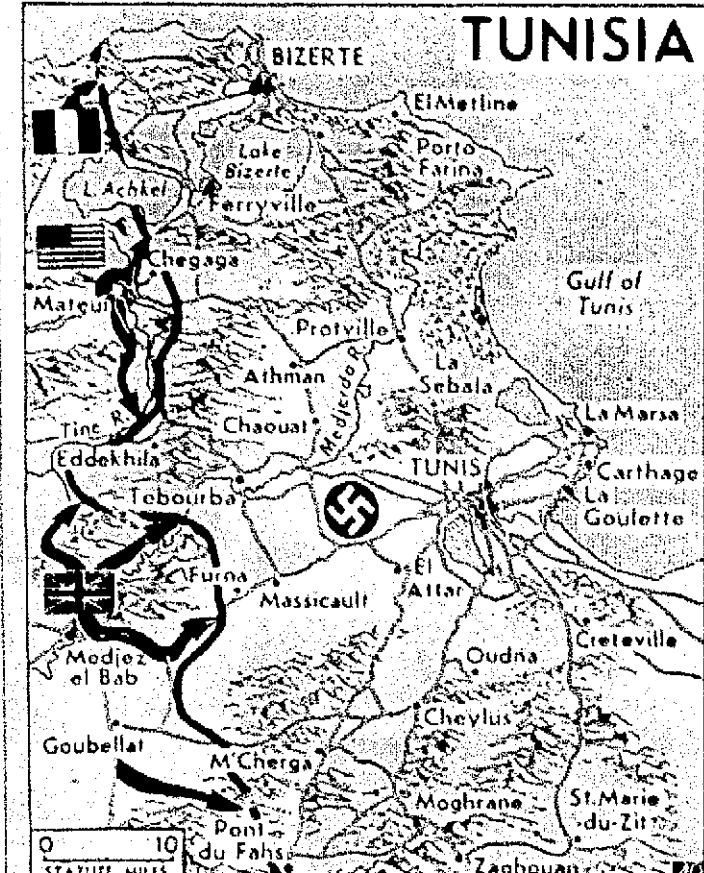 TUNISIA
BIZERTE
El Metline
Lake
Bizerte
Porto
Farina
L. Achkel
Ferryville
Chegaga
Gulf of
Tunis
Mateur
Protville
La
Sebala
Athman
Medjerda R.
La Marsa
Tine R.
Chaouat
Eddekhila
TUNIS
Carthage
Tebourba
La
Goulette
Furna
El
Attar
Massicault
Creteville
Medjez
el Bab
Oudna
Cheylus
Goubellat
M'Cherga
Moghrane
St. Marie
-du-Zit
Pont
du Fahs
0 10
STATUTE MILES
Zaghouan